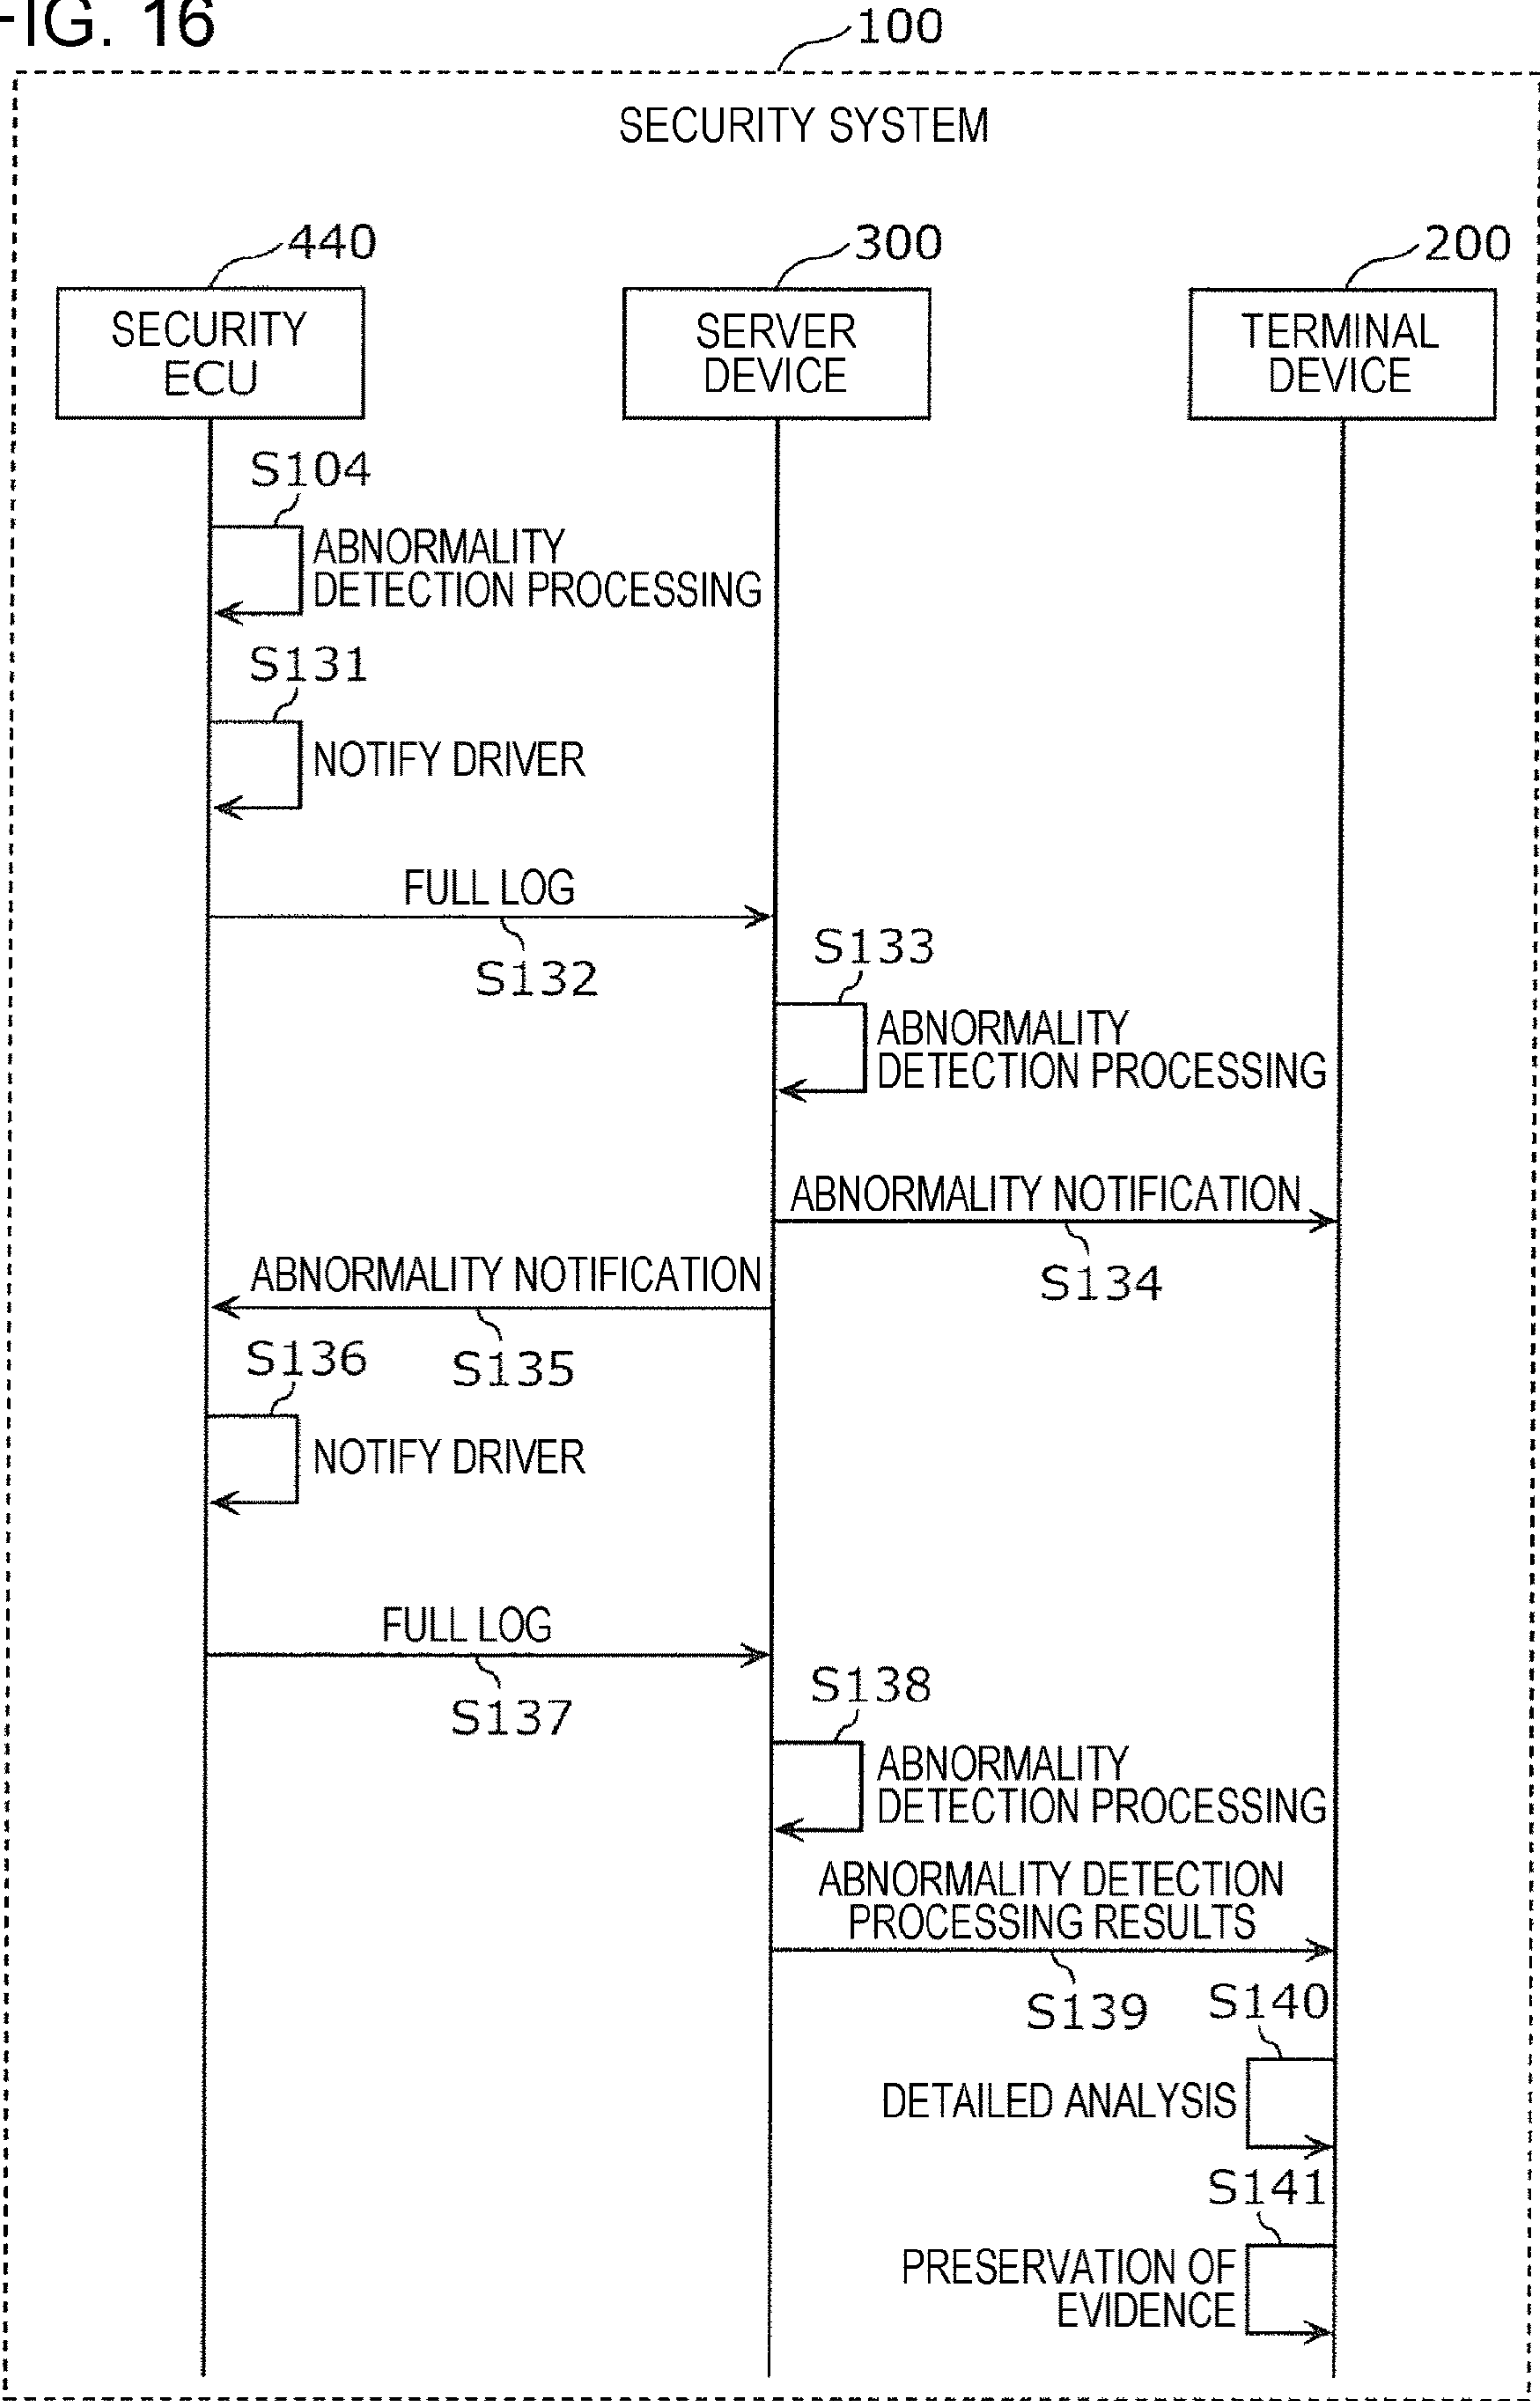 FIG. 16
100
SECURITY SYSTEM
440
300
200
SECURITY
ECU
SERVER
DEVICE
TERMINAL
DEVICE
S104
ABNORMALITY
DETECTION PROCESSING
S131
NOTIFY DRIVER
FULL LOG
S132
S133
ABNORMALITY
DETECTION PROCESSING
ABNORMALITY NOTIFICATION
S134
ABNORMALITY NOTIFICATION
S135
S136
NOTIFY DRIVER
FULL LOG
S137
S138
ABNORMALITY
DETECTION PROCESSING
ABNORMALITY DETECTION
PROCESSING RESULTS
S139
S140
DETAILED ANALYSIS
S141
PRESERVATION OF
EVIDENCE